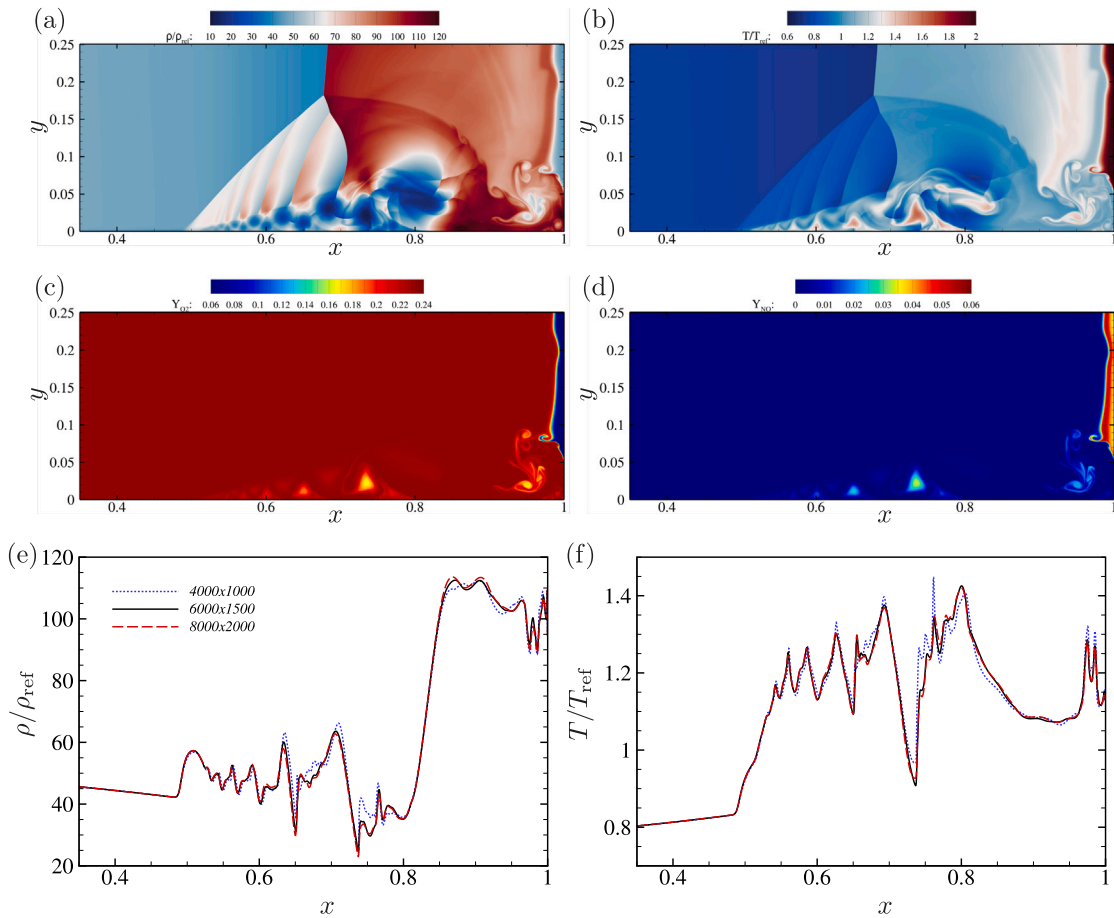 (a)
ρ/ρref: 10 20 30 40 50 60 70 80 90 100 110 120
0.25
0.2
0.15
0.1
0.05
0
y
0.4 0.6 0.8 1
x
(b)
T/Tref: 0.6 0.8 1 1.2 1.4 1.6 1.8 2
0.25
0.2
0.15
0.1
0.05
0
y
0.4 0.6 0.8 1
x
(c)
YO2: 0.06 0.08 0.1 0.12 0.14 0.16 0.18 0.2 0.22 0.24
0.25
0.2
0.15
0.1
0.05
0
y
0.4 0.6 0.8 1
x
(d)
YNO: 0 0.01 0.02 0.03 0.04 0.05 0.06
0.25
0.2
0.15
0.1
0.05
0
y
0.4 0.6 0.8 1
x
(e)
120
100
80
60
40
20
ρ/ρref
4000x1000
6000x1500
8000x2000
0.4 0.6 0.8 1
x
(f)
1.4
1.2
1
0.8
T/Tref
0.4 0.6 0.8 1
x